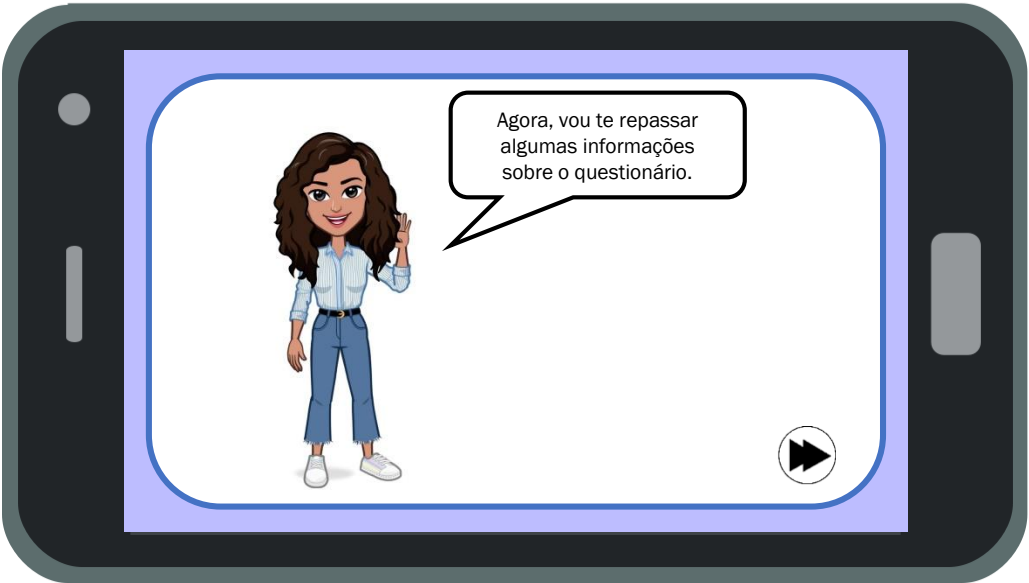 Agora, vou te repassar
algumas informações
sobre o questionário.